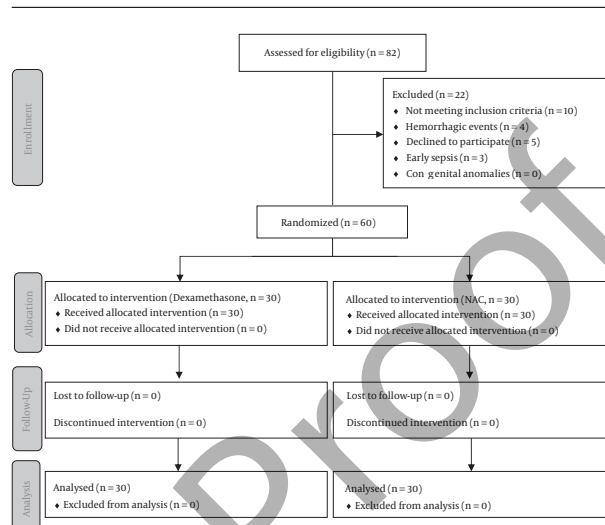 Assessed for eligibility (n = 82)
Enrollment
Excluded (n = 22)
♦ Not meeting inclusion criteria (n = 10)
♦ Hemorrhagic events (n = 4)
♦ Declined to participate (n = 5)
♦ Early sepsis (n = 3)
♦ Con genital anomalies (n = 0)
Randomized (n = 60)
Allocation
Allocated to intervention (Dexamethasone, n = 30)
♦ Received allocated intervention (n = 30)
♦ Did not receive allocated intervention (n = 0)
Allocated to intervention (NAC, n = 30)
♦ Received allocated intervention (n = 30)
♦ Did not receive allocated intervention (n = 0)
Follow-Up
Lost to follow-up (n = 0)
Discontinued intervention (n = 0)
Lost to follow-up (n = 0)
Discontinued intervention (n = 0)
Analysis
Analysed (n = 30)
♦ Excluded from analysis (n = 0)
Analysed (n = 30)
♦ Excluded from analysis (n = 0)
Proof